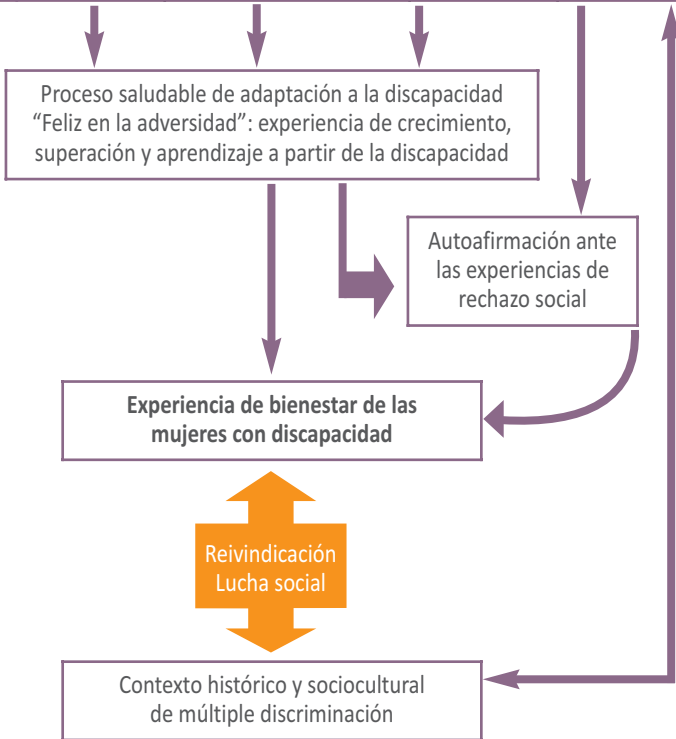 Proceso saludable de adaptación a la discapacidad
“Feliz en la adversidad”: experiencia de crecimiento,
superación y aprendizaje a partir de la discapacidad
Autoafirmación ante
las experiencias de
rechazo social
Experiencia de bienestar de las
mujeres con discapacidad
Reivindicación
Lucha social
Contexto histórico y sociocultural
de múltiple discriminación